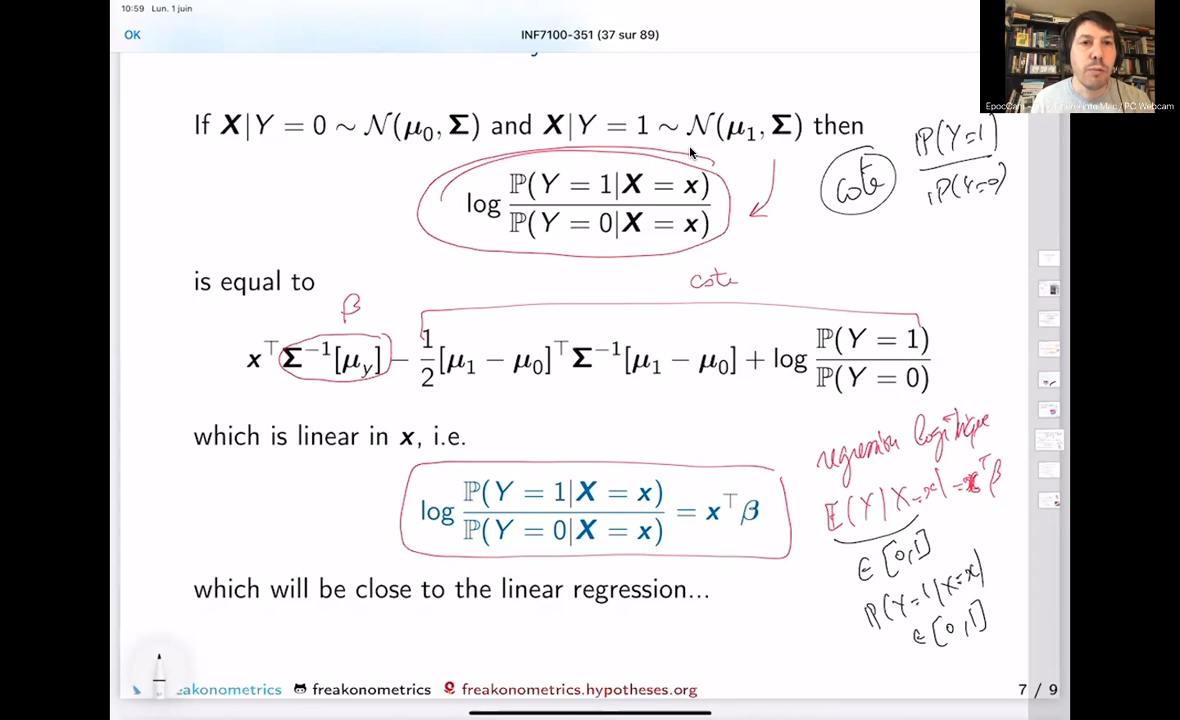 10:59 Lun. 1 juin
OK
INF7100-351 (37 sur 89)
If X|Y = 0 ∼ N(μ₀, Σ) and X|Y = 1 ∼ N(μ₁, Σ) then
log P(Y = 1|X = x) / P(Y = 0|X = x)
cote
P(Y=1) / P(Y=0)
is equal to
cote
β
x⊤Σ⁻¹[μy] − 1/2[μ₁ − μ₀]⊤Σ⁻¹[μ₁ − μ₀] + log P(Y = 1) / P(Y = 0)
which is linear in x, i.e.
regression logistique
log P(Y = 1|X = x) / P(Y = 0|X = x) = x⊤β
E(Y|X=x) = x⊤β
∈ [0,1]
which will be close to the linear regression...
P(Y=1|X=x)
∈ [0,1]
akonometrics freakonometrics freakonometrics.hypotheses.org
7 / 9